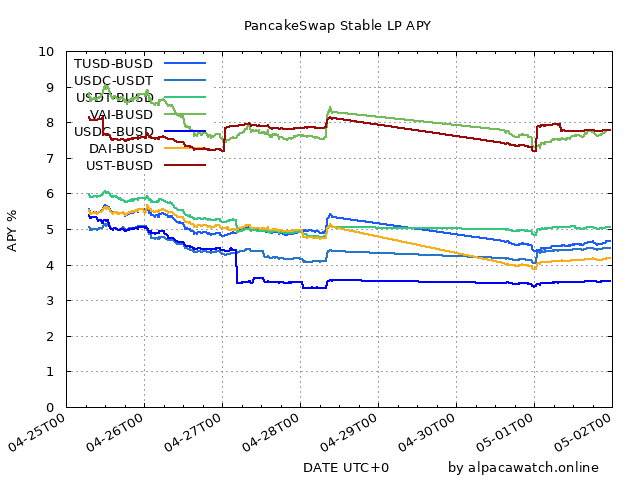 PancakeSwap Stable LP APY
10
9
8
7
6
5
4
3
2
1
0
APY %
TUSD-BUSD
USDC-USDT
USDT-BUSD
VAI-BUSD
USDC-BUSD
DAI-BUSD
UST-BUSD
04-25T00
04-26T00
04-27T00
04-28T00
04-29T00
04-30T00
05-01T00
05-02T00
DATE UTC+0
by alpacawatch.online